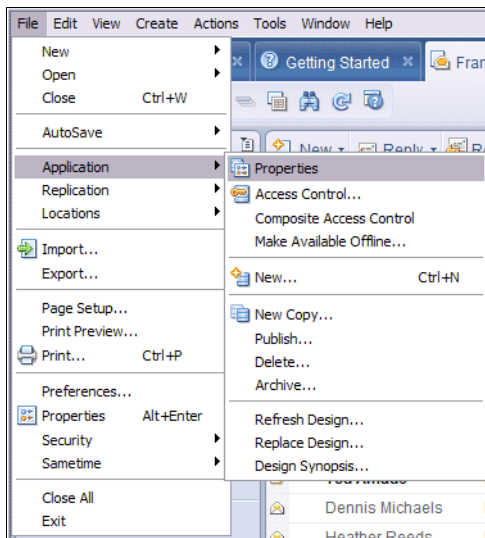 File Edit View Create Actions Tools Window Help
Getting Started
Fran
New
Open
Close Ctrl+W
AutoSave
New Reply
Application
Replication
Locations
Import...
Export...
Page Setup...
Print Preview...
Print... Ctrl+P
Preferences...
Properties Alt+Enter
Security
Sametime
Close All
Exit
Properties
Access Control...
Composite Access Control
Make Available Offline...
New... Ctrl+N
New Copy...
Publish...
Delete...
Archive...
Refresh Design...
Replace Design...
Design Synopsis...
Dennis Michaels
Heather Reeds